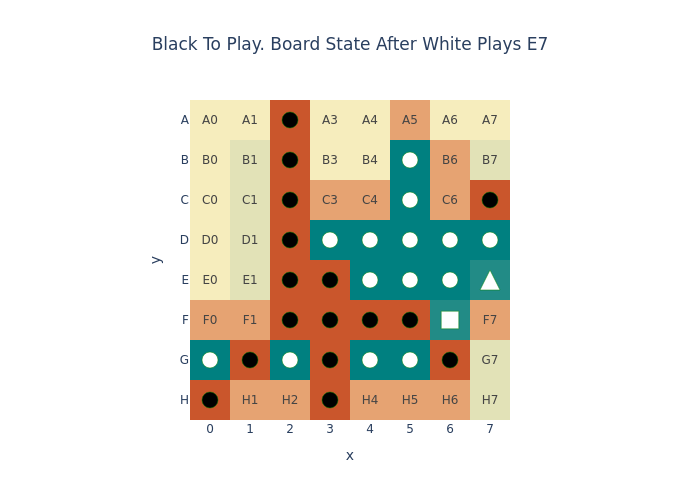 Black To Play. Board State After White Plays E7
A A0 A1 A3 A4 A5 A6 A7
B B0 B1 B3 B4 B6 B7
C C0 C1 C3 C4 C6
D D0 D1
E E0 E1
F F0 F1 F7
G G7
H H1 H2 H4 H5 H6 H7
0 1 2 3 4 5 6 7
x
y